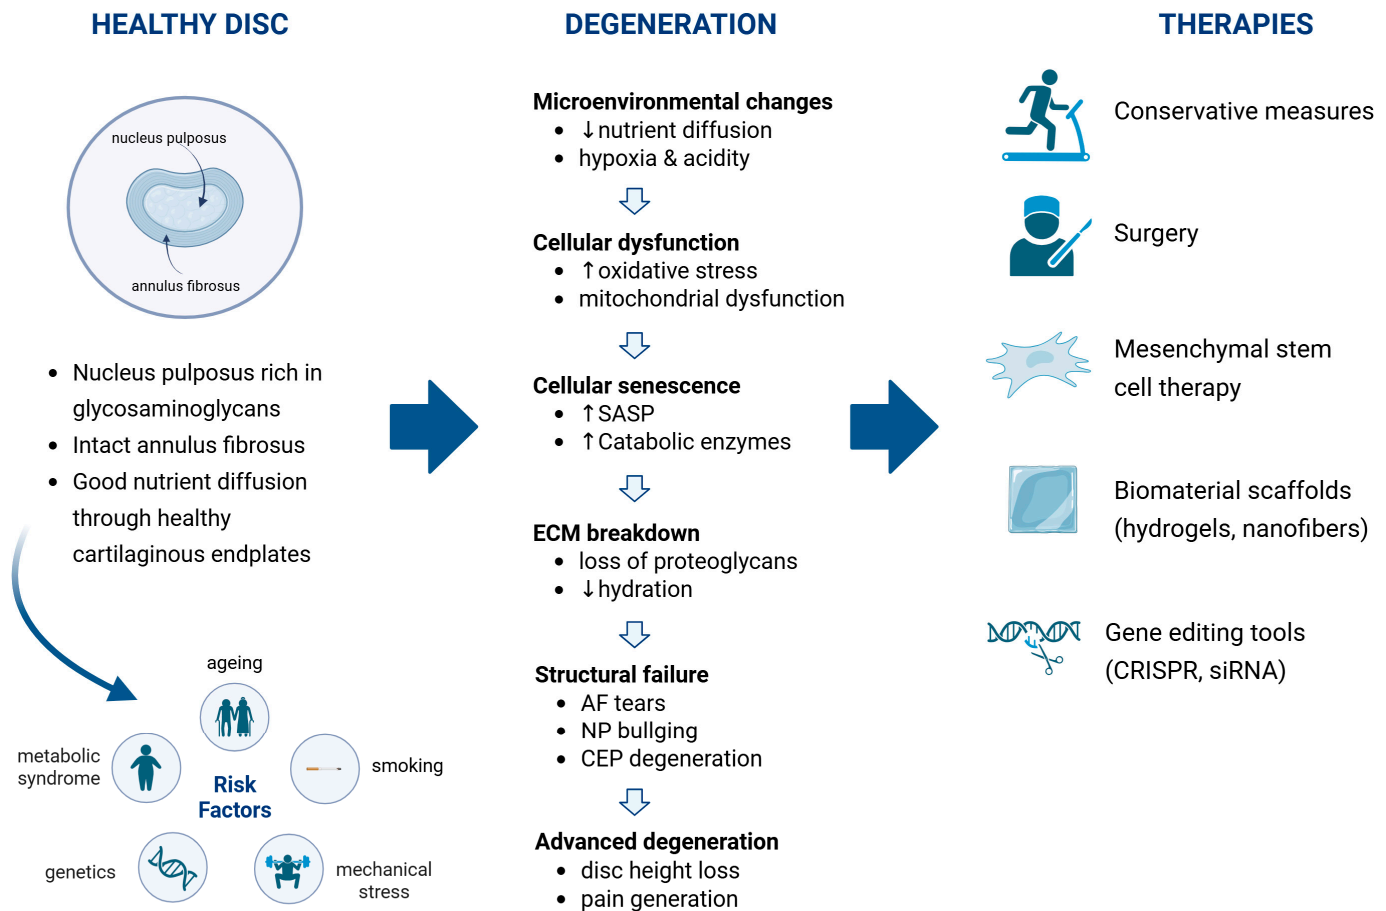 HEALTHY DISC
nucleus pulposus
annulus fibrosus
• Nucleus pulposus rich in
glycosaminoglycans
• Intact annulus fibrosus
• Good nutrient diffusion
through healthy
cartilaginous endplates
ageing
metabolic
syndrome
smoking
Risk
Factors
genetics
mechanical
stress
DEGENERATION
Microenvironmental changes
• ↓nutrient diffusion
• hypoxia & acidity
Cellular dysfunction
• ↑oxidative stress
• mitochondrial dysfunction
Cellular senescence
• ↑SASP
• ↑Catabolic enzymes
ECM breakdown
• loss of proteoglycans
• ↓hydration
Structural failure
• AF tears
• NP bullging
• CEP degeneration
Advanced degeneration
• disc height loss
• pain generation
THERAPIES
Conservative measures
Surgery
Mesenchymal stem
cell therapy
Biomaterial scaffolds
(hydrogels, nanofibers)
Gene editing tools
(CRISPR, siRNA)